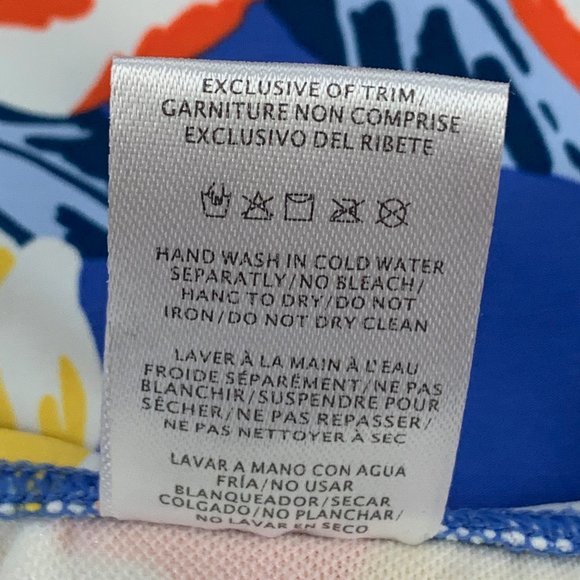 EXCLUSIVE OF TRIM/
GARNITURE NON COMPRISE
EXCLUSIVO DEL RIBETE
HAND WASH IN COLD WATER
SEPARATLY/NO BLEACH/
HANG TO DRY/DO NOT
IRON/DO NOT DRY CLEAN
LAVER À LA MAIN À L'EAU
FROIDE SÉPARÉMENT/NE PAS
BLANCHIR/SUSPENDRE POUR
SÉCHER/NE PAS REPASSER/
NE PAS NETTOYER À SEC
LAVAR A MANO CON AGUA
FRÍA/NO USAR
BLANQUEADOR/SECAR
COLGADO/NO PLANCHAR/
NO LAVAR EN SECO